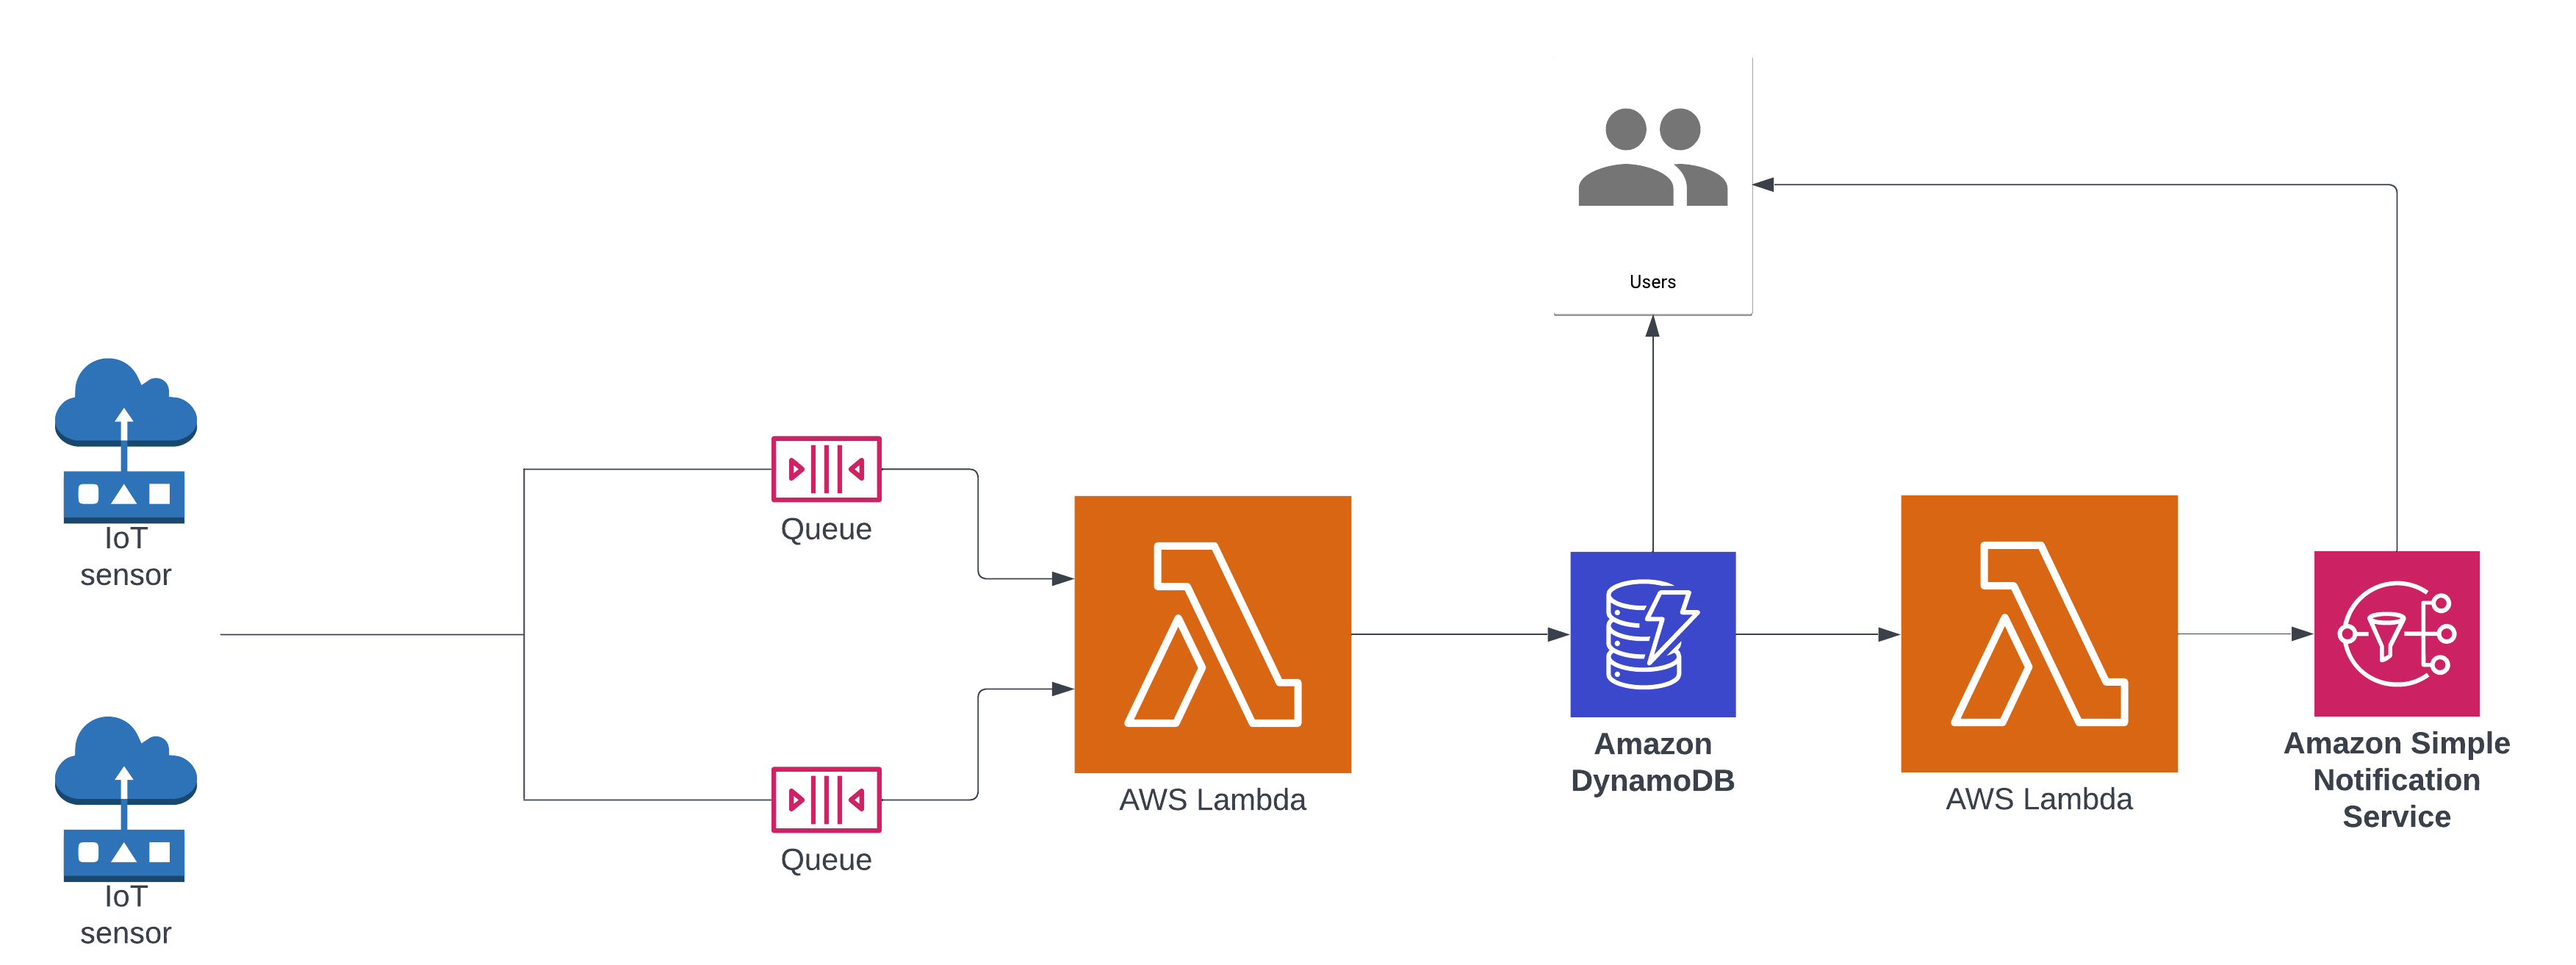 Users
IoT
sensor
Queue
AWS Lambda
Amazon
DynamoDB
AWS Lambda
Amazon Simple
Notification
Service
Queue
IoT
sensor